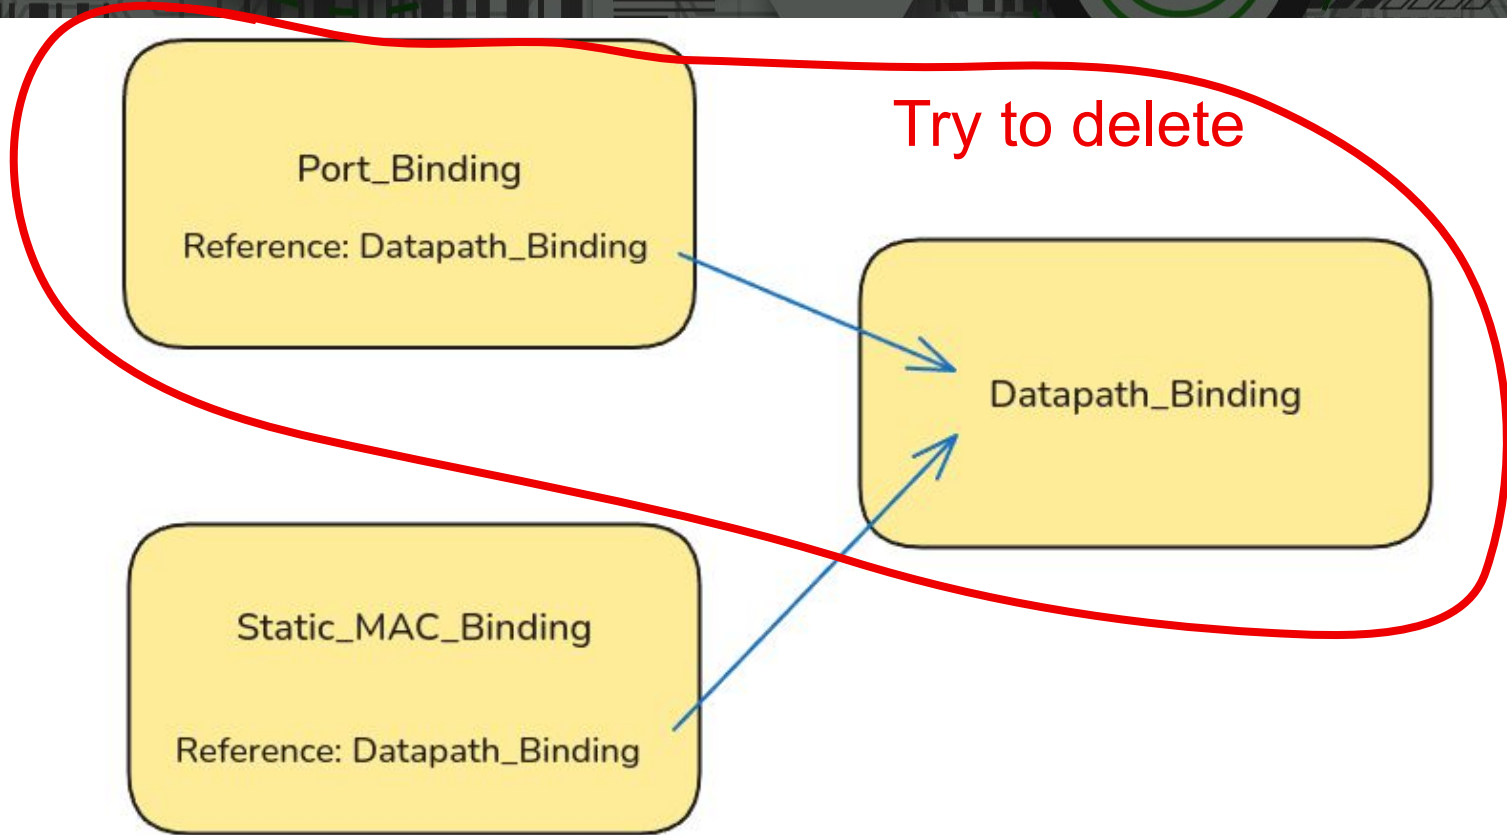 Try to delete
Port_Binding
Reference: Datapath_Binding
Datapath_Binding
Static_MAC_Binding
Reference: Datapath_Binding